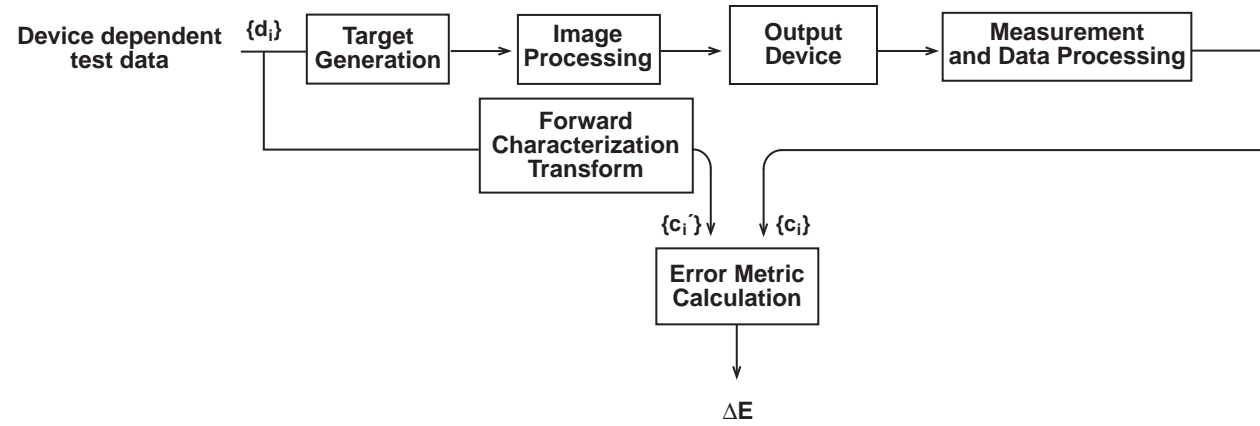 Device dependent
test data
{di}
Target
Generation
Image
Processing
Output
Device
Measurement
and Data Processing
Forward
Characterization
Transform
{ci´}
{ci}
Error Metric
Calculation
ΔE